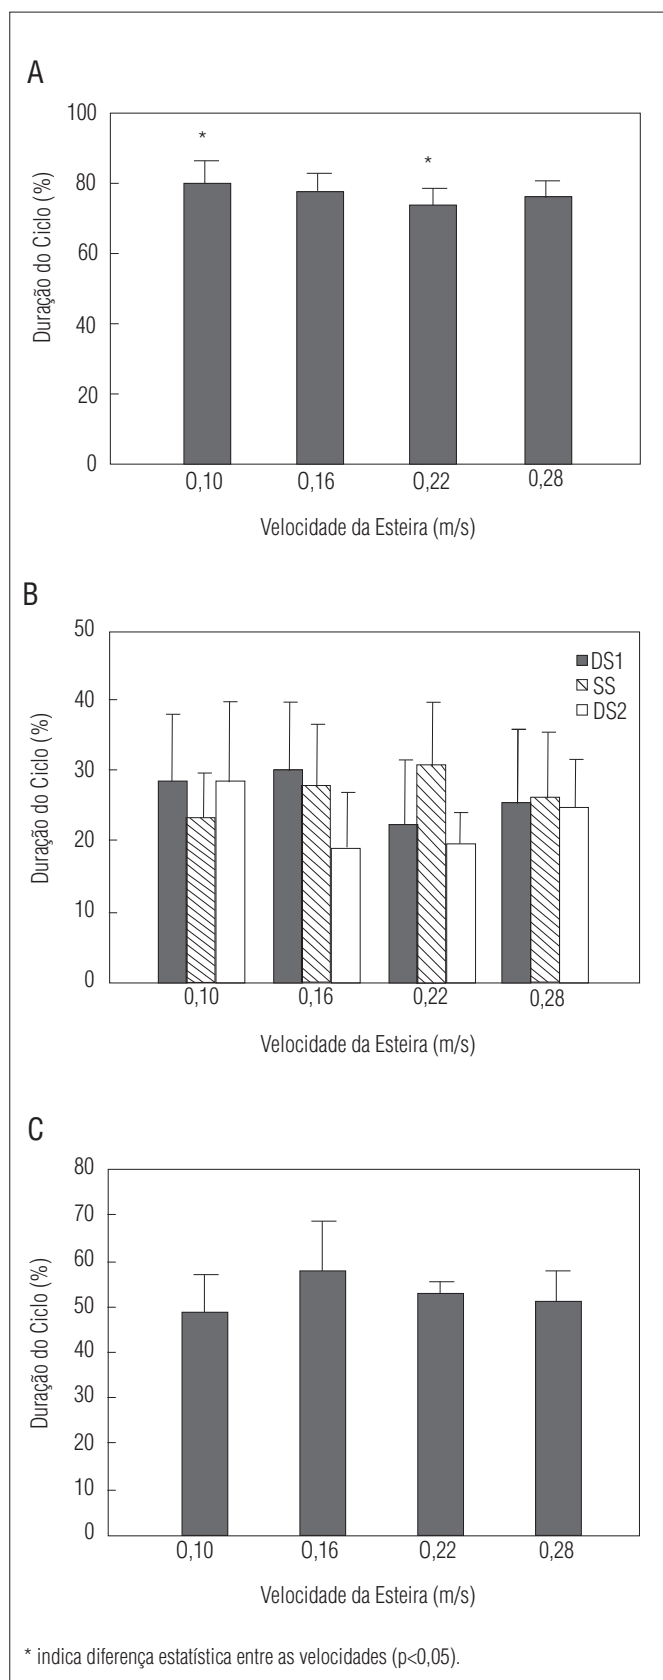 A
100
80
60
40
20
0
Duração do Ciclo (%)
*
*
0,10 0,16 0,22 0,28
Velocidade da Esteira (m/s)
B
50
40
30
20
10
0
Duração do Ciclo (%)
DS1
SS
DS2
0,10 0,16 0,22 0,28
Velocidade da Esteira (m/s)
C
80
70
60
50
40
30
20
10
0
Duração do Ciclo (%)
0,10 0,16 0,22 0,28
Velocidade da Esteira (m/s)
* indica diferença estatística entre as velocidades (p<0,05).